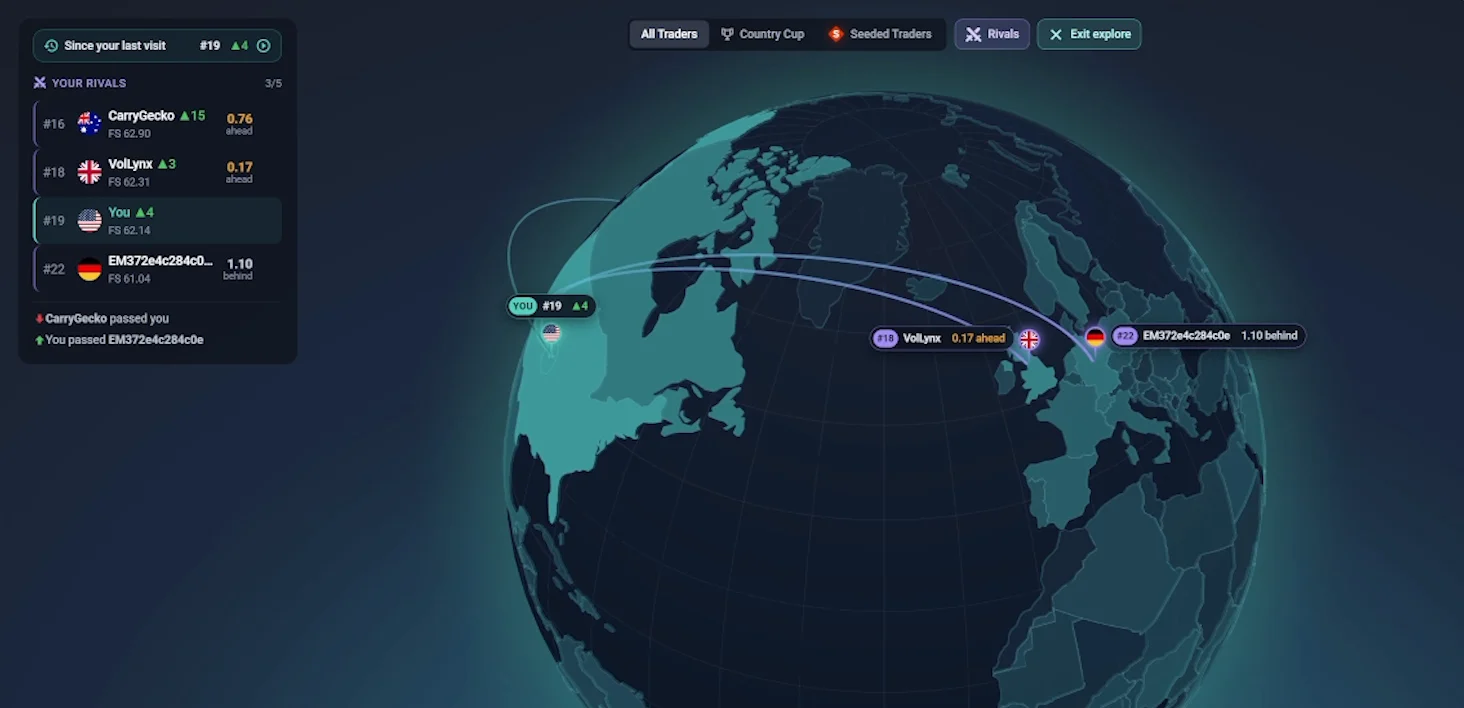 Since your last visit #19 ▲4
YOUR RIVALS 3/5
#16 CarryGecko ▲15 0.76
FS 62.90 ahead
#18 VolLynx ▲3 0.17
FS 62.31 ahead
#19 You ▲4
FS 62.14
#22 EM372e4c284c0... 1.10
FS 61.04 behind
CarryGecko passed you
You passed EM372e4c284c0e
All Traders Country Cup S Seeded Traders Rivals Exit explore
YOU #19 ▲4
#18 VolLynx 0.17 ahead
#22 EM372e4c284c0e 1.10 behind